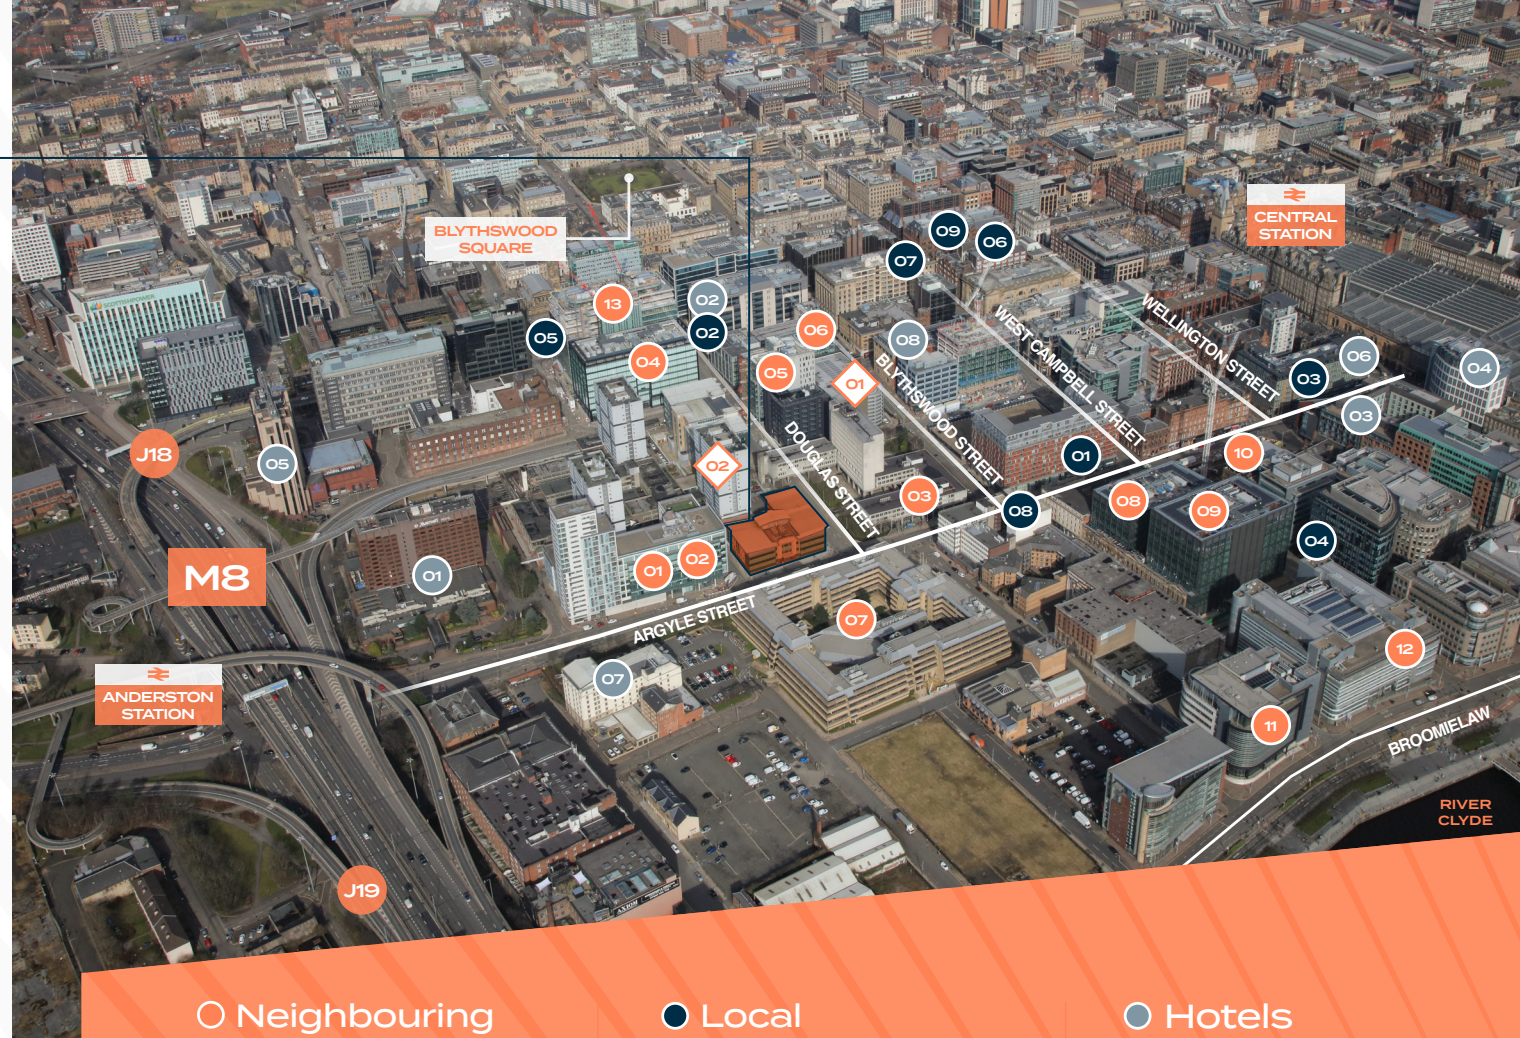 BLYTHSWOOD
SQUARE
CENTRAL
STATION
09
06
07
02
13
02
05
06
08
04
05
01
WELLINGTON STREET
WEST CAMPBELL STREET
BLYTHSWOOD STREET
DOUGLAS STREET
06
03
04
03
SCOTTISHPOWER
J18
05
02
01
10
03
08
08
09
04
M8
01
01
02
ARGYLE STREET
07
12
07
11
BROOMIELAW
ANDERSTON
STATION
RIVER
CLYDE
J19
AXIOM
Neighbouring
Local
Hotels